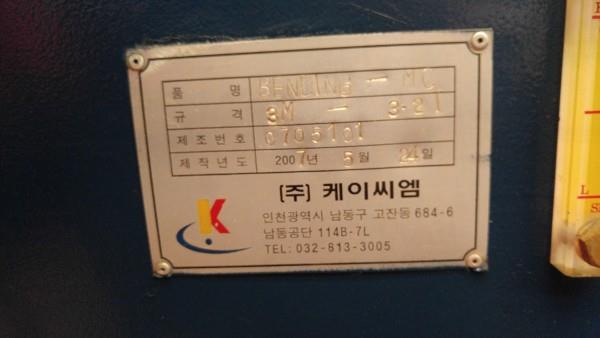 품 명 BENDING - MC
규 격 3M - 3.2T
제조번호 0705101
제작년도 2007년 5월 24일
(주) 케이씨엠
K
인천광역시 남동구 고잔동 684-6
남동공단 114B-7L
TEL: 032-813-3005
L